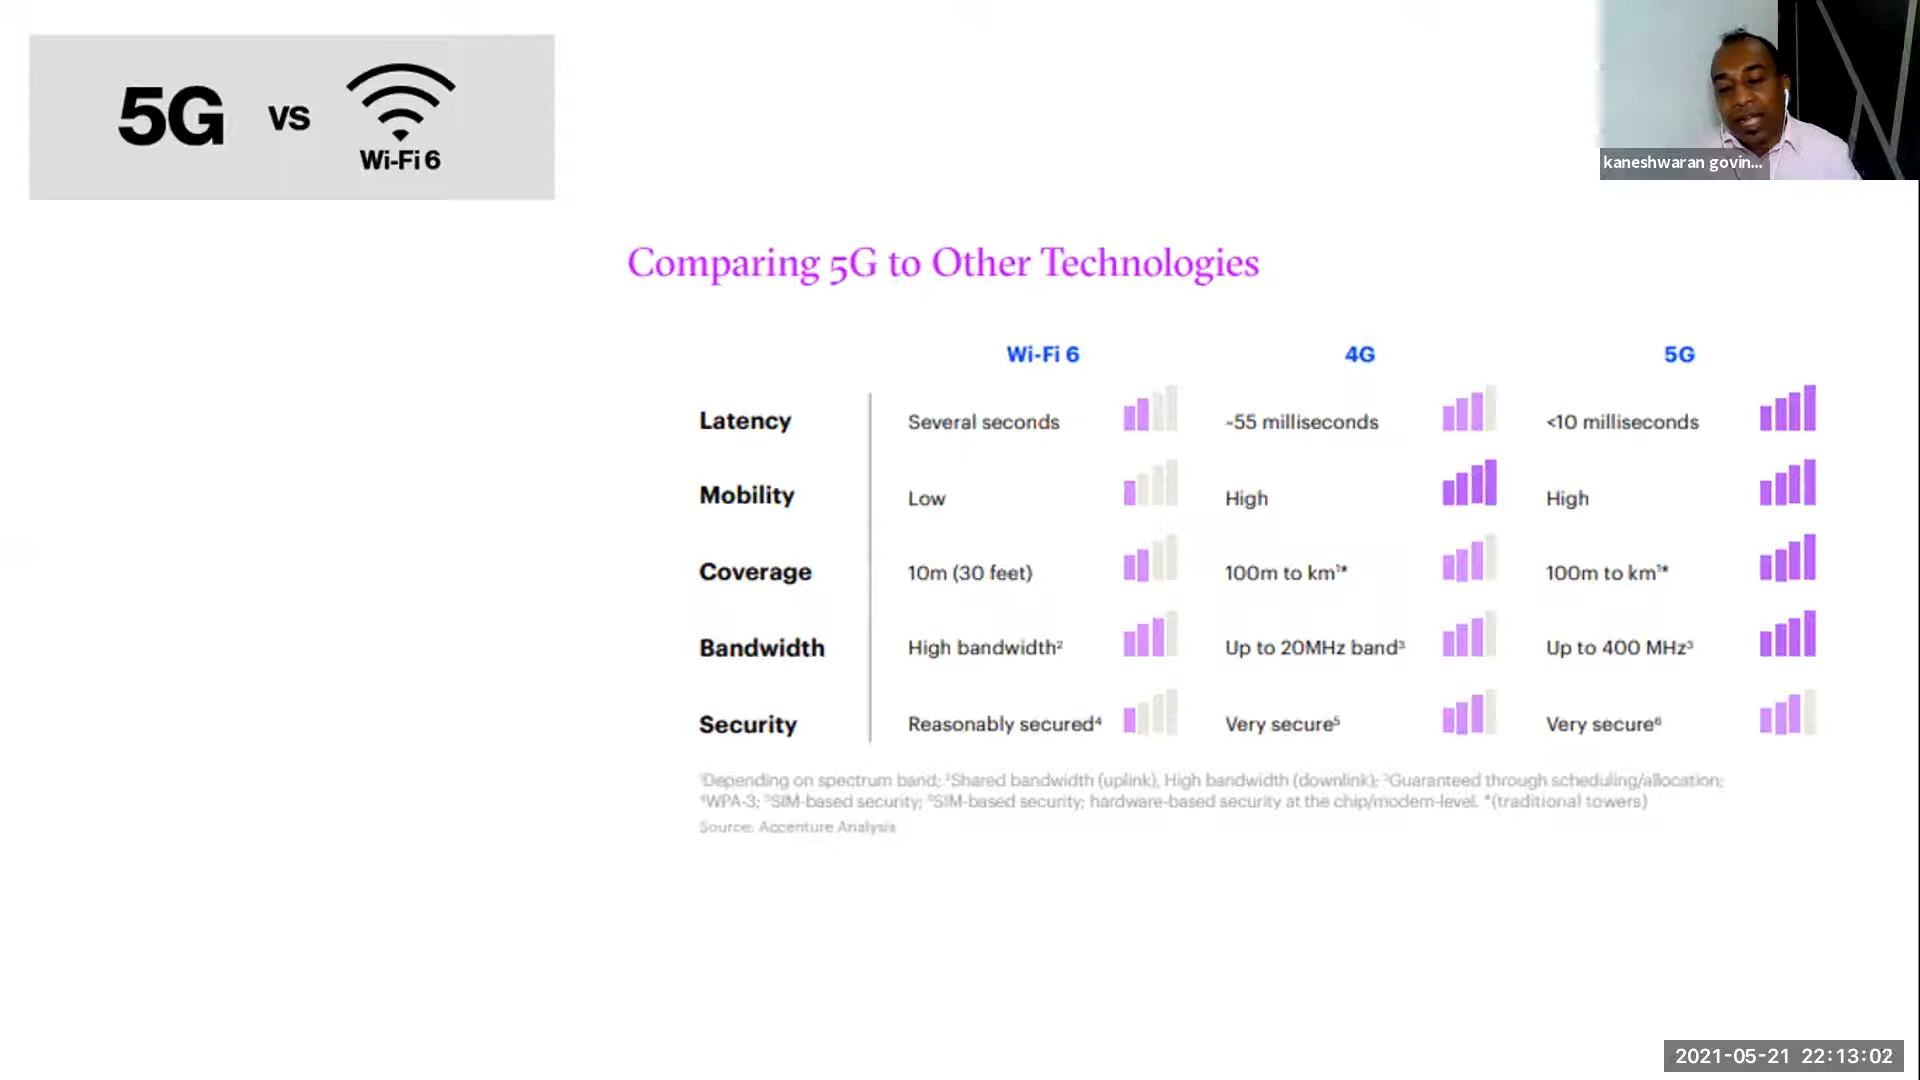 5G vs
Wi-Fi 6
kaneshwaran govin...
Comparing 5G to Other Technologies
Wi-Fi 6 4G 5G
Latency Several seconds ~55 milliseconds <10 milliseconds
Mobility Low High High
Coverage 10m (30 feet) 100m to km¹* 100m to km¹*
Bandwidth High bandwidth² Up to 20MHz band³ Up to 400 MHz³
Security Reasonably secured⁴ Very secure⁵ Very secure⁶
¹Depending on spectrum band; ²Shared bandwidth (uplink), High bandwidth (downlink); ³Guaranteed through scheduling/allocation;
⁴WPA-3; ⁵SIM-based security; ⁶SIM-based security; hardware-based security at the chip/modem-level. *(traditional towers)
Source: Accenture Analysis
2021-05-21 22:13:02